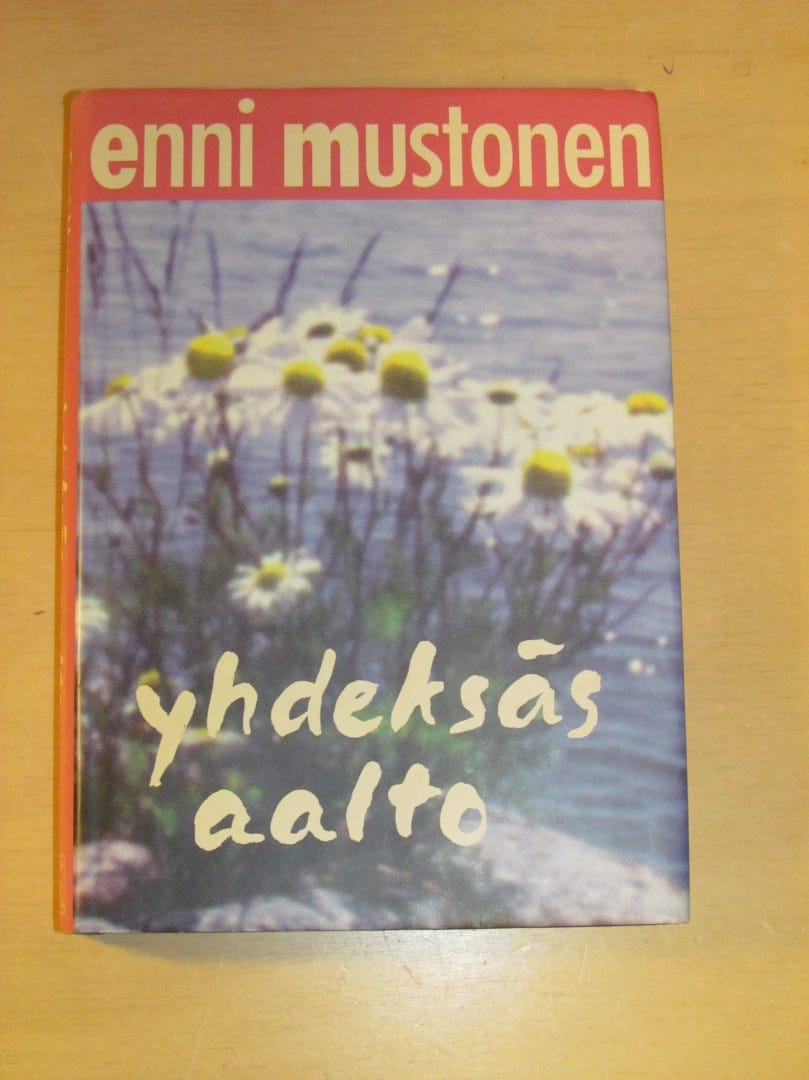 enni mustonen
yhdeksäs
aalto